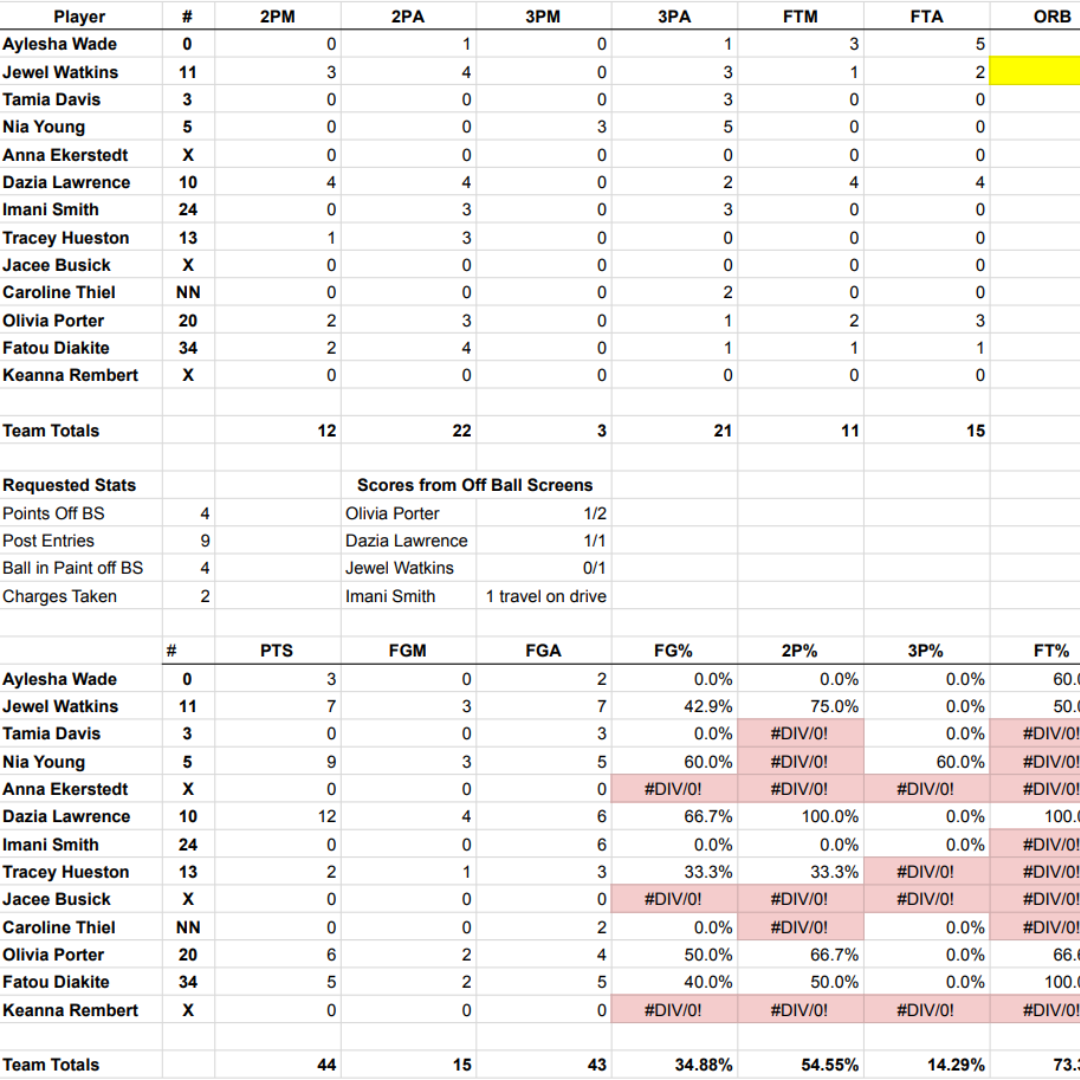 Player # 2PM 2PA 3PM 3PA FTM FTA ORB
Aylesha Wade 0 0 1 0 1 3 5
Jewel Watkins 11 3 4 0 3 1 2
Tamia Davis 3 0 0 0 3 0 0
Nia Young 5 0 0 3 5 0 0
Anna Ekerstedt X 0 0 0 0 0 0
Dazia Lawrence 10 4 4 0 2 4 4
Imani Smith 24 0 3 0 3 0 0
Tracey Hueston 13 1 3 0 0 0 0
Jacee Busick X 0 0 0 0 0 0
Caroline Thiel NN 0 0 0 2 0 0
Olivia Porter 20 2 3 0 1 2 3
Fatou Diakite 34 2 4 0 1 1 1
Keanna Rembert X 0 0 0 0 0 0
Team Totals 12 22 3 21 11 15
Requested Stats Scores from Off Ball Screens
Points Off BS 4 Olivia Porter 1/2
Post Entries 9 Dazia Lawrence 1/1
Ball in Paint off BS 4 Jewel Watkins 0/1
Charges Taken 2 Imani Smith 1 travel on drive
# PTS FGM FGA FG% 2P% 3P% FT%
Aylesha Wade 0 3 0 2 0.0% 0.0% 0.0% 60.
Jewel Watkins 11 7 3 7 42.9% 75.0% 0.0% 50.
Tamia Davis 3 0 0 3 0.0% #DIV/0! 0.0% #DIV/0!
Nia Young 5 9 3 5 60.0% #DIV/0! 60.0% #DIV/0!
Anna Ekerstedt X 0 0 0 #DIV/0! #DIV/0! #DIV/0! #DIV/0!
Dazia Lawrence 10 12 4 6 66.7% 100.0% 0.0% 100.
Imani Smith 24 0 0 6 0.0% 0.0% 0.0% #DIV/0!
Tracey Hueston 13 2 1 3 33.3% 33.3% #DIV/0! #DIV/0!
Jacee Busick X 0 0 0 #DIV/0! #DIV/0! #DIV/0! #DIV/0!
Caroline Thiel NN 0 0 2 0.0% #DIV/0! 0.0% #DIV/0!
Olivia Porter 20 6 2 4 50.0% 66.7% 0.0% 66.
Fatou Diakite 34 5 2 5 40.0% 50.0% 0.0% 100.
Keanna Rembert X 0 0 0 #DIV/0! #DIV/0! #DIV/0! #DIV/0!
Team Totals 44 15 43 34.88% 54.55% 14.29% 73.